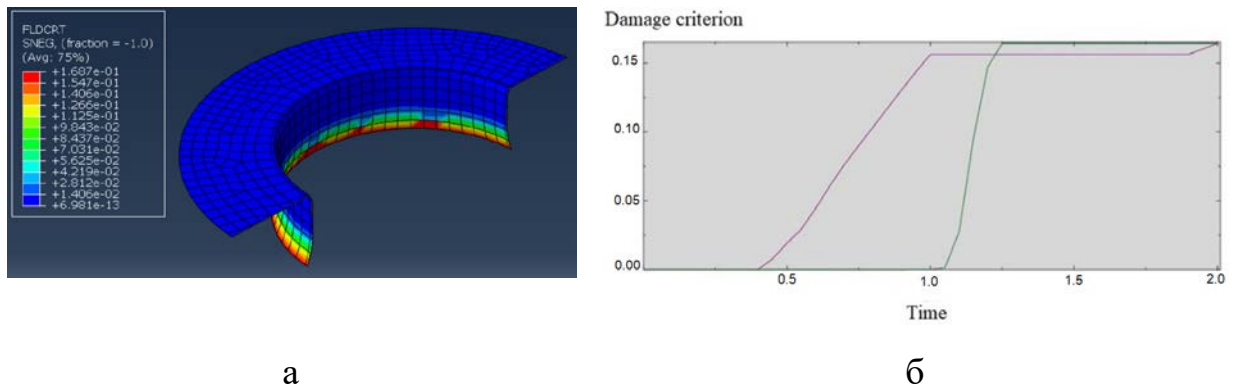 FLDCRT
SNEG, (fraction = -1.0)
(Avg: 75%)
+1.687e-01
+1.547e-01
+1.406e-01
+1.266e-01
+1.125e-01
+9.843e-02
+8.437e-02
+7.031e-02
+5.625e-02
+4.219e-02
+2.812e-02
+1.406e-02
+6.981e-13
Damage criterion
0.15
0.10
0.05
0.00
0.5 1.0 1.5 2.0
Time
а б